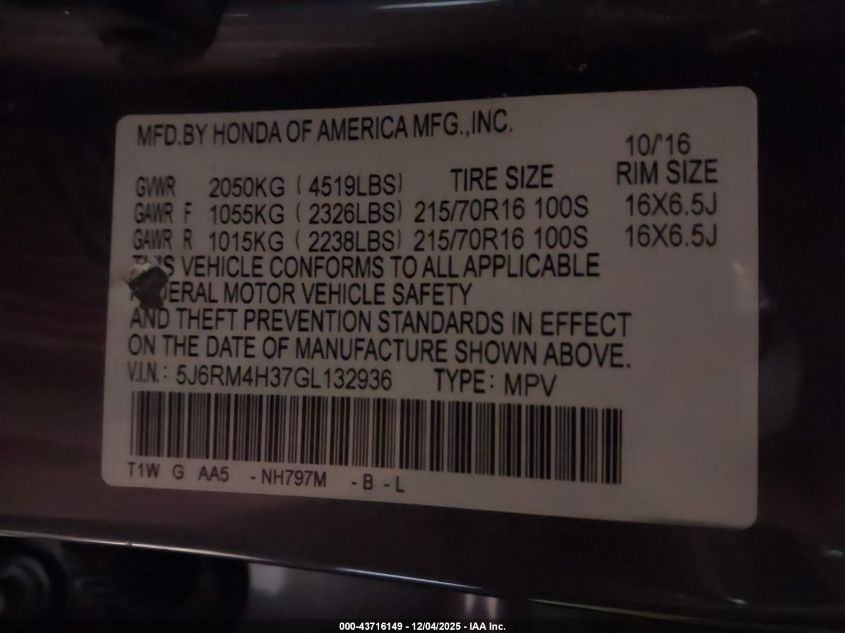 MFD.BY HONDA OF AMERICA MFG.,INC.
10/'16
GVWR 2050KG (4519LBS) TIRE SIZE RIM SIZE
GAWR F 1055KG (2326LBS) 215/70R16 100S 16X6.5J
GAWR R 1015KG (2238LBS) 215/70R16 100S 16X6.5J
VEHICLE CONFORMS TO ALL APPLICABLE
MOTOR VEHICLE SAFETY
AND THEFT PREVENTION STANDARDS IN EFFECT
ON THE DATE OF MANUFACTURE SHOWN ABOVE.
V.I.N.: 5J6RM4H37GL132936 TYPE: MPV
T1W G AA5 -NH797M -B -L
000-43716149 - 12/04/2025 - IAA Inc.